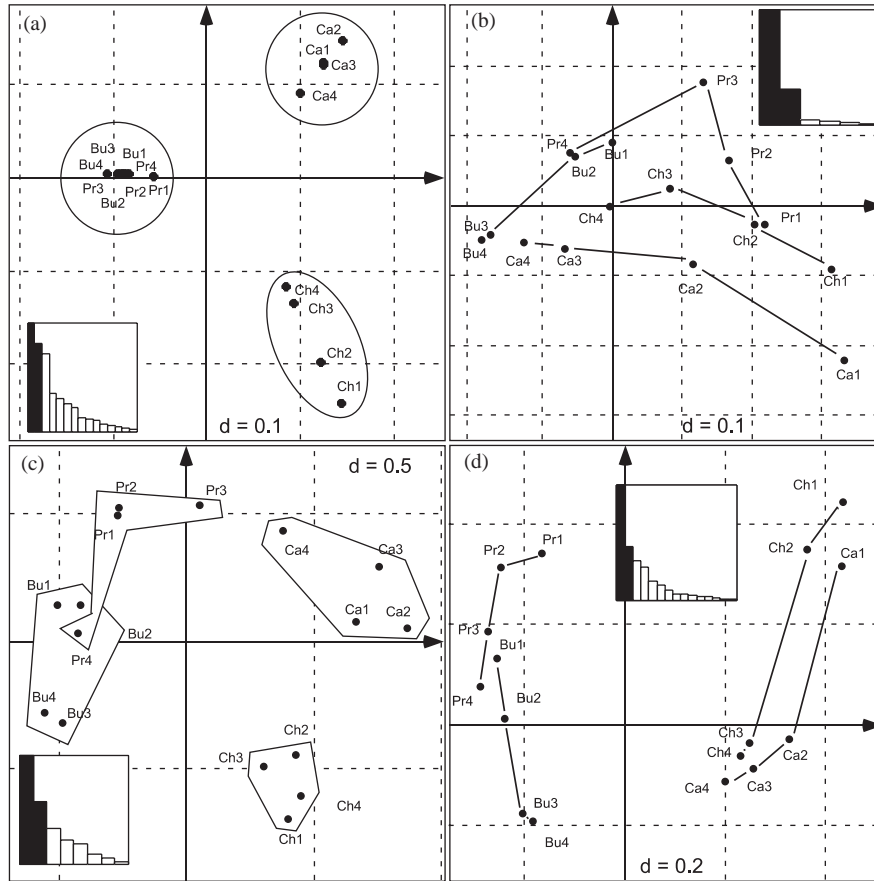 (a)
Ca2
Ca1
Ca3
Ca4
Bu3
Bu1
Bu4
Pr4
Pr3
Pr2
Pr1
Bu2
Ch4
Ch3
Ch2
Ch1
d = 0.1
(b)
Pr3
Pr4
Bu1
Bu2
Pr2
Ch3
Ch4
Pr1
Ch2
Bu3
Bu4
Ca4
Ca3
Ca2
Ch1
Ca1
d = 0.1
(c)
d = 0.5
Pr2
Pr3
Pr1
Ca4
Ca3
Bu1
Ca1
Ca2
Bu2
Pr4
Bu4
Bu3
Ch2
Ch3
Ch4
Ch1
(d)
Ch1
Pr1
Pr2
Ch2
Ca1
Pr3
Bu1
Pr4
Bu2
Ch3
Ch4
Ca2
Ca4
Ca3
Bu3
Bu4
d = 0.2